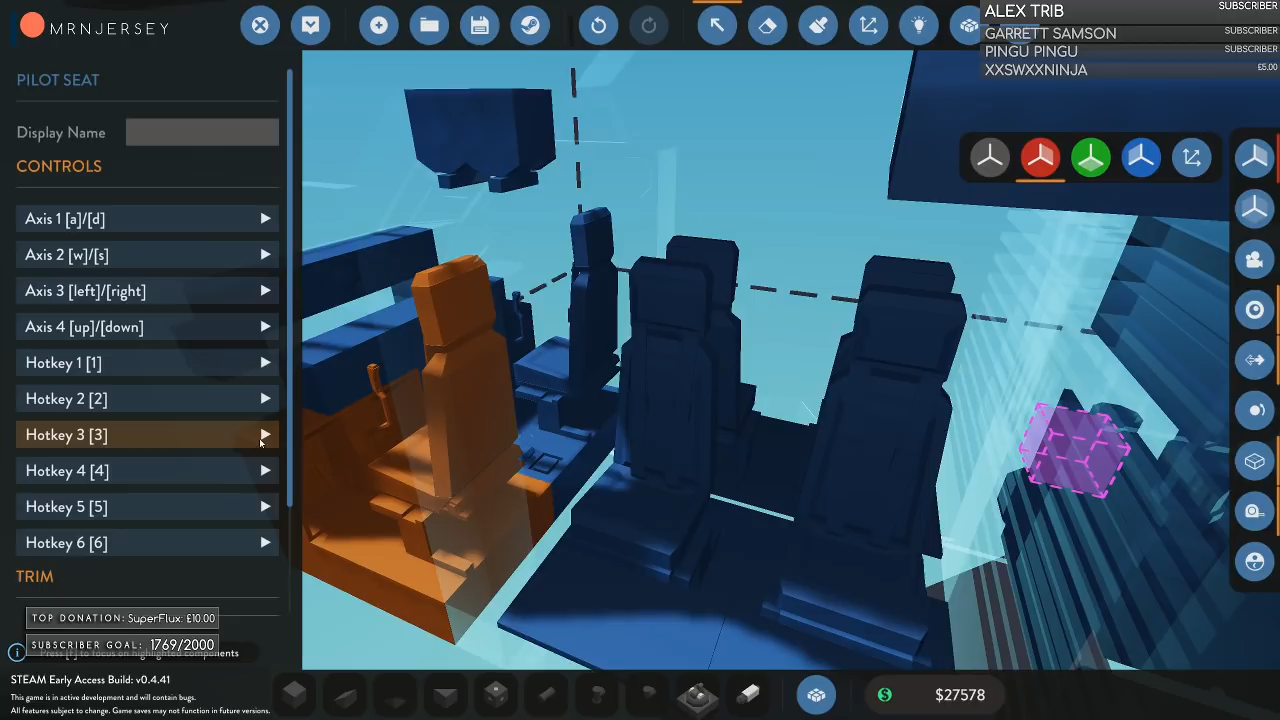 MRNJERSEY
ALEX TRIB SUBSCRIBER
GARRETT SAMSON SUBSCRIBER
PINGU PINGU SUBSCRIBER
XXSWXXNINJA £5.00
PILOT SEAT
Display Name
CONTROLS
Axis 1 [a]/[d]
Axis 2 [w]/[s]
Axis 3 [left]/[right]
Axis 4 [up]/[down]
Hotkey 1 [1]
Hotkey 2 [2]
Hotkey 3 [3]
Hotkey 4 [4]
Hotkey 5 [5]
Hotkey 6 [6]
TRIM
TOP DONATION: SuperFlux: £10.00
SUBSCRIBER GOAL: 1769/2000
components
STEAM Early Access Build: v0.4.41
This game is in active development and will contain bugs.
All features subject to change. Game saves may not function in future versions.
$ $27578